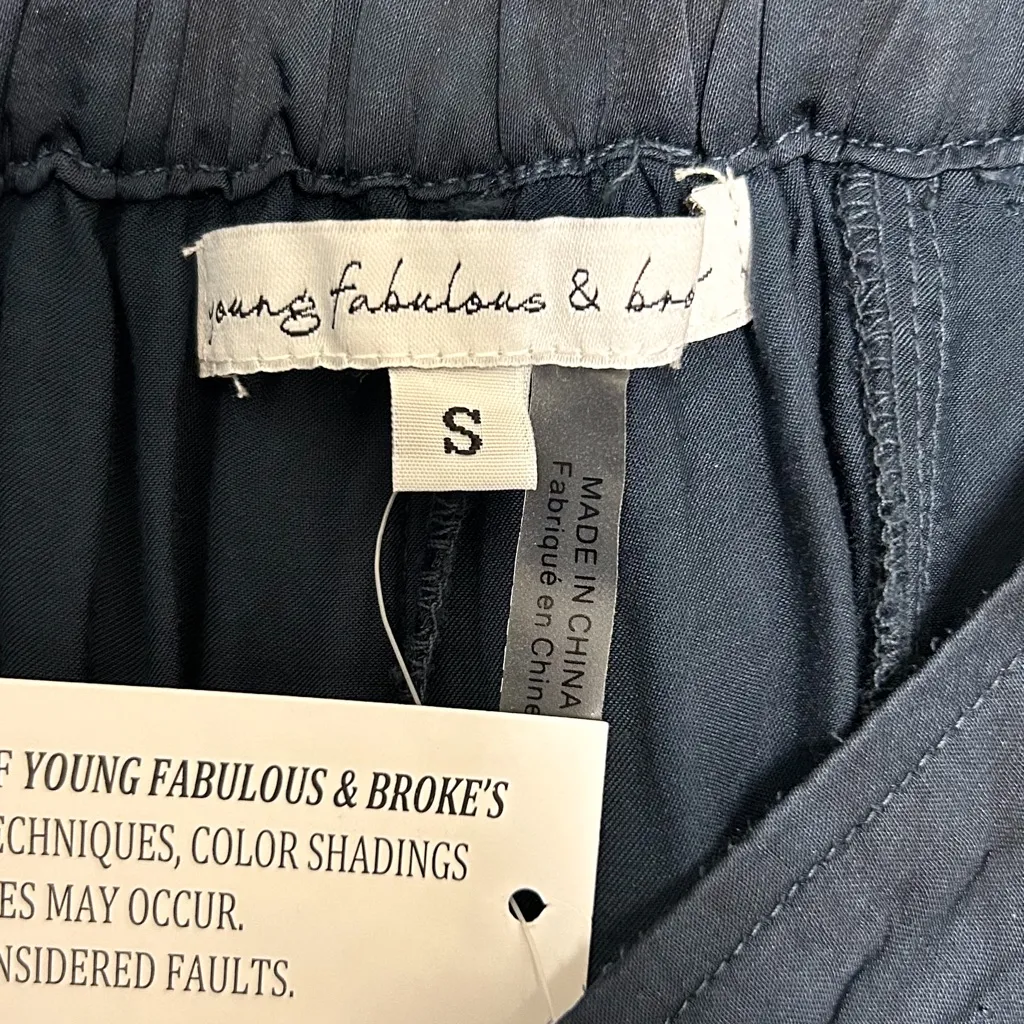 young fabulous & bro
S
MADE IN CHINA
Fabriqué en Chine
F YOUNG FABULOUS & BROKE'S
ECHNIQUES, COLOR SHADINGS
ES MAY OCCUR.
NSIDERED FAULTS.